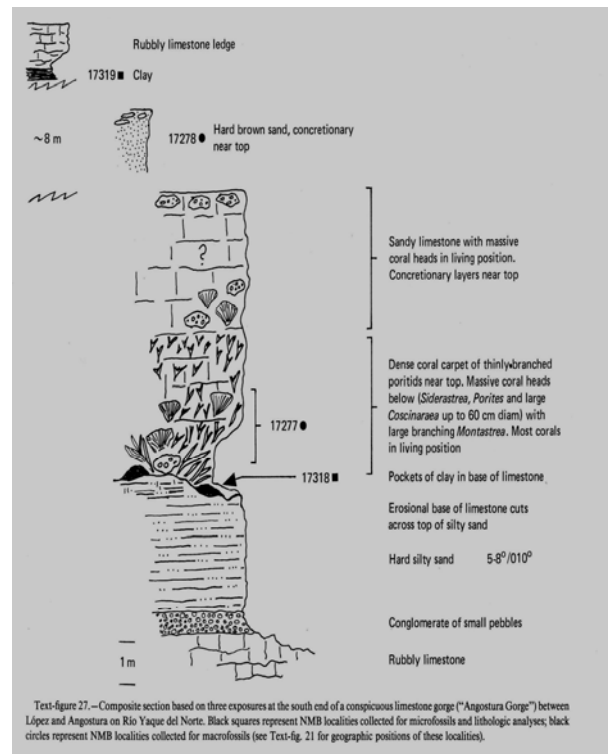 Rubbly limestone ledge
17319■ Clay
~8 m
17278● Hard brown sand, concretionary
near top
?
Sandy limestone with massive
coral heads in living position.
Concretionary layers near top
Dense coral carpet of thinly-branched
poritids near top. Massive coral heads
below (Siderastrea, Porites and large
Coscinaraea up to 60 cm diam) with
large branching Montastrea. Most corals
in living position
17277●
17318■ Pockets of clay in base of limestone
Erosional base of limestone cuts
across top of silty sand
Hard silty sand 5-8°/010°
Conglomerate of small pebbles
1 m
Rubbly limestone
Text-figure 27.—Composite section based on three exposures at the south end of a conspicuous limestone gorge ("Angostura Gorge") between
López and Angostura on Río Yaque del Norte. Black squares represent NMB localities collected for microfossils and lithologic analyses; black
circles represent NMB localities collected for macrofossils (see Text-fig. 21 for geographic positions of these localities).